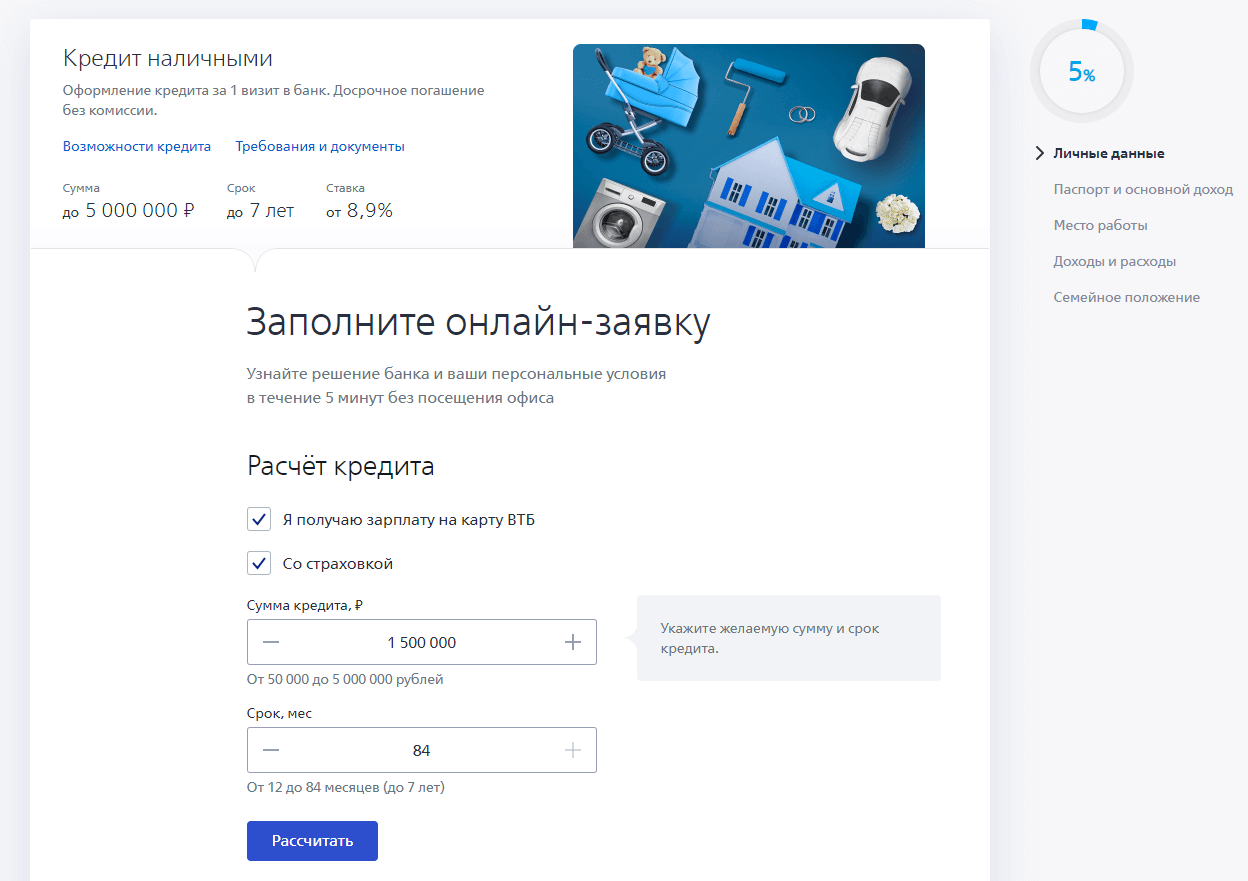 Кредит наличными
Оформление кредита за 1 визит в банк. Досрочное погашение
без комиссии.
Возможности кредита Требования и документы
Сумма Срок Ставка
до 5 000 000 ₽ до 7 лет от 8,9%
5%
Личные данные
Паспорт и основной доход
Место работы
Доходы и расходы
Семейное положение
Заполните онлайн-заявку
Узнайте решение банка и ваши персональные условия
в течение 5 минут без посещения офиса
Расчёт кредита
Я получаю зарплату на карту ВТБ
Со страховкой
Сумма кредита, ₽
1 500 000
От 50 000 до 5 000 000 рублей
Укажите желаемую сумму и срок
кредита.
Срок, мес
84
От 12 до 84 месяцев (до 7 лет)
Рассчитать